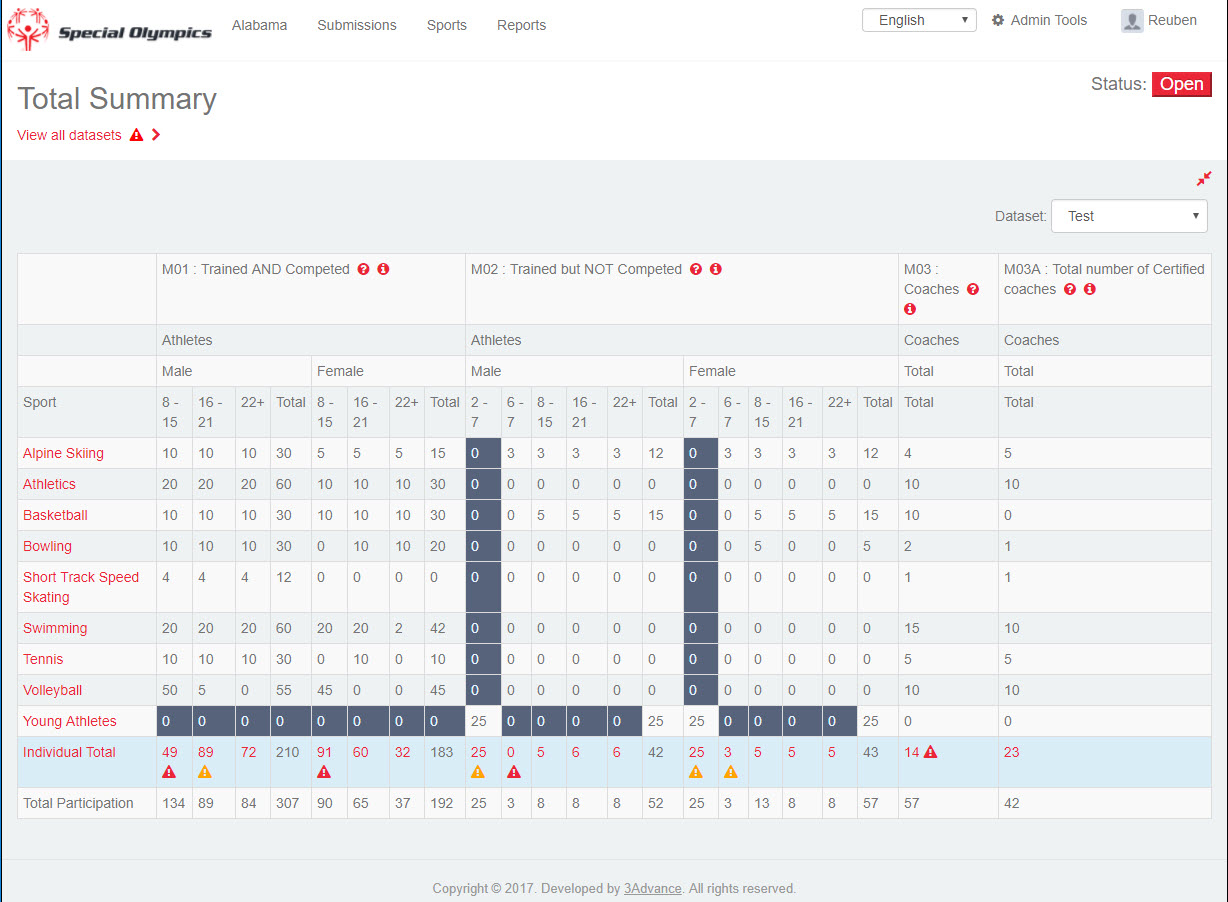 Special Olympics Alabama Submissions Sports Reports English Admin Tools Reuben
Status: Open
Total Summary
View all datasets
Dataset: Test
M01 : Trained AND Competed M02 : Trained but NOT Competed M03 : Coaches M03A : Total number of Certified coaches
Athletes Athletes Coaches Coaches
Male Female Male Female Total Total
Sport 8 - 15 16 - 21 22+ Total 8 - 15 16 - 21 22+ Total 2 - 7 6 - 7 8 - 15 16 - 21 22+ Total 2 - 7 6 - 7 8 - 15 16 - 21 22+ Total Total Total
Alpine Skiing 10 10 10 30 5 5 5 15 0 3 3 3 3 12 0 3 3 3 3 12 4 5
Athletics 20 20 20 60 10 10 10 30 0 0 0 0 0 0 0 0 0 0 0 0 10 10
Basketball 10 10 10 30 10 10 10 30 0 0 5 5 5 15 0 0 5 5 5 15 10 0
Bowling 10 10 10 30 0 10 10 20 0 0 0 0 0 0 0 0 5 0 0 5 2 1
Short Track Speed Skating 4 4 4 12 0 0 0 0 0 0 0 0 0 0 0 0 0 0 0 0 1 1
Swimming 20 20 20 60 20 20 2 42 0 0 0 0 0 0 0 0 0 0 0 0 15 10
Tennis 10 10 10 30 0 10 0 10 0 0 0 0 0 0 0 0 0 0 0 0 5 5
Volleyball 50 5 0 55 45 0 0 45 0 0 0 0 0 0 0 0 0 0 0 0 10 10
Young Athletes 0 0 0 0 0 0 0 0 25 0 0 0 0 25 25 0 0 0 0 25 0 0
Individual Total 49 89 72 210 91 60 32 183 25 0 5 6 6 42 25 3 5 5 5 43 14 23
Total Participation 134 89 84 307 90 65 37 192 25 3 8 8 8 52 25 3 13 8 8 57 57 42
Copyright © 2017. Developed by 3Advance. All rights reserved.